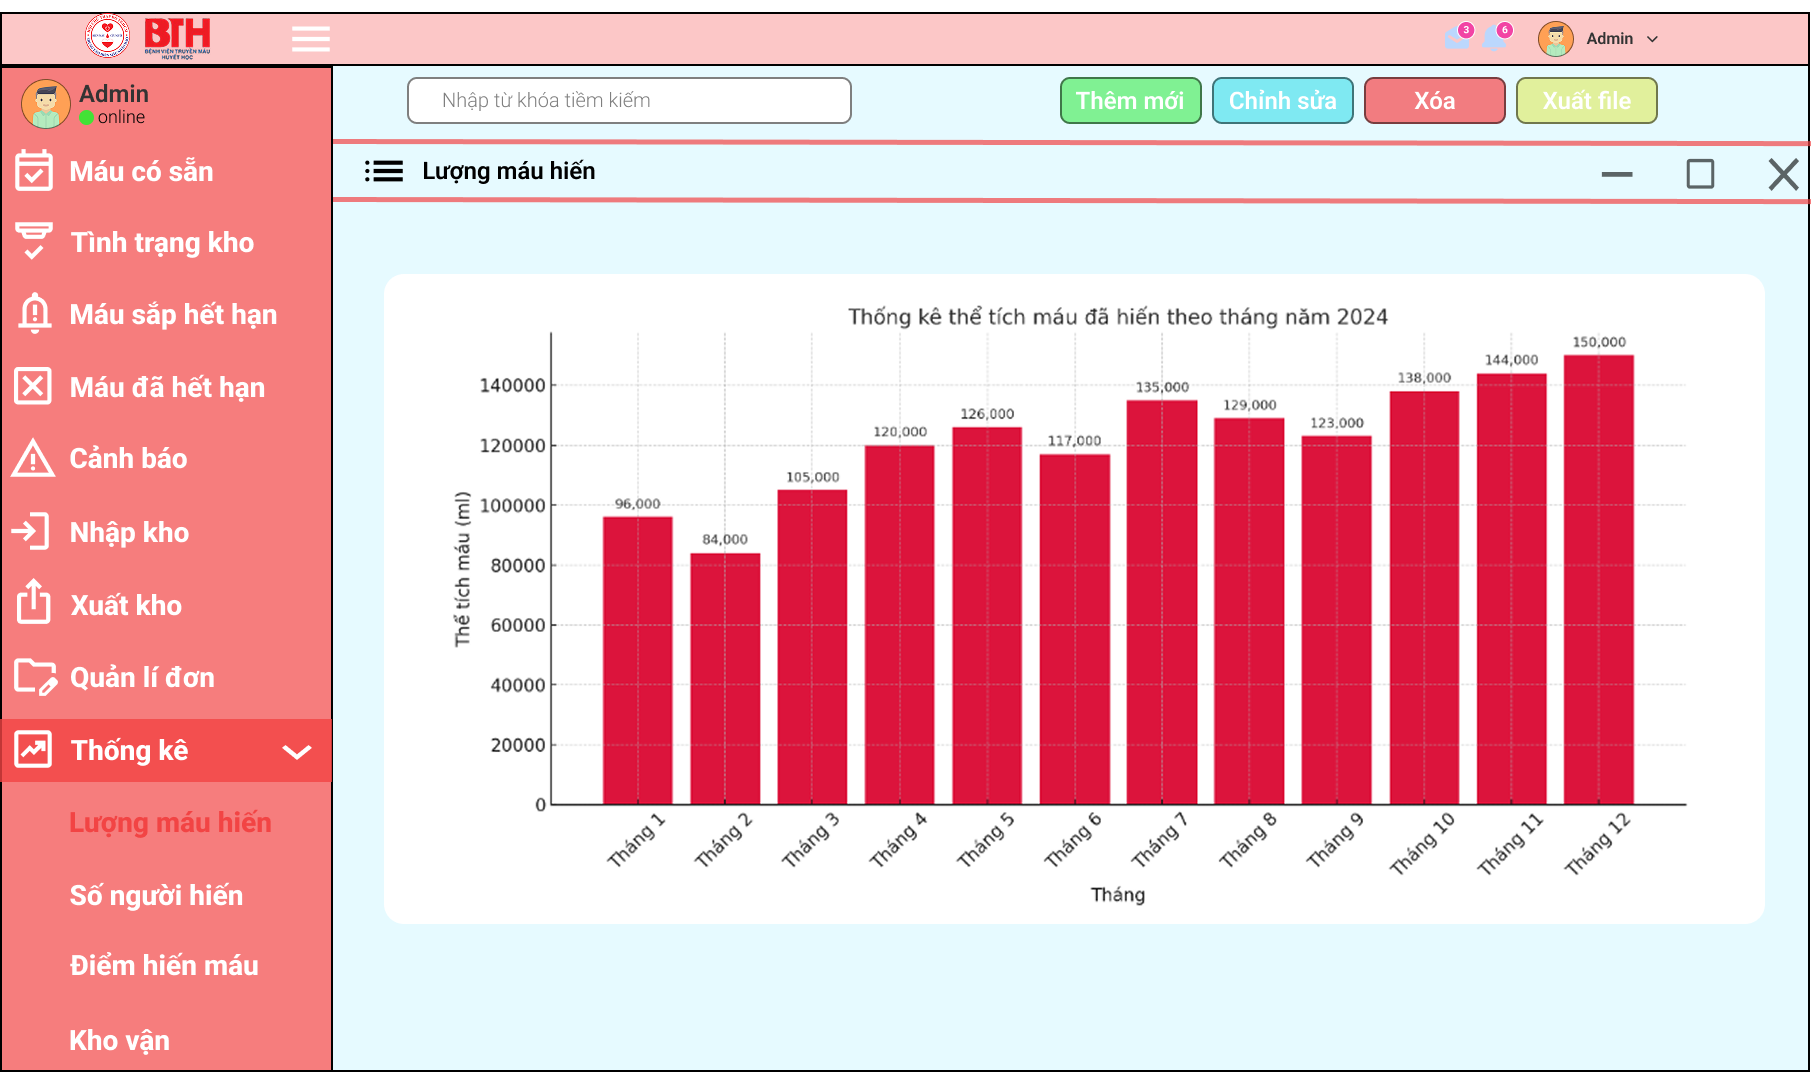 BTH
BỆNH VIỆN TRUYỀN MÁU
HUYẾT HỌC
3
6
Admin
Admin
online
Nhập từ khóa tiềm kiếm
Thêm mới
Chỉnh sửa
Xóa
Xuất file
Lượng máu hiến
Máu có sẵn
Tình trạng kho
Máu sắp hết hạn
Máu đã hết hạn
Cảnh báo
Nhập kho
Xuất kho
Quản lí đơn
Thống kê
Lượng máu hiến
Số người hiến
Điểm hiến máu
Kho vận
Thống kê thể tích máu đã hiến theo tháng năm 2024
Thể tích máu (ml)
140000
120000
100000
80000
60000
40000
20000
0
96,000
84,000
105,000
120,000
126,000
117,000
135,000
129,000
123,000
138,000
144,000
150,000
Tháng 1
Tháng 2
Tháng 3
Tháng 4
Tháng 5
Tháng 6
Tháng 7
Tháng 8
Tháng 9
Tháng 10
Tháng 11
Tháng 12
Tháng